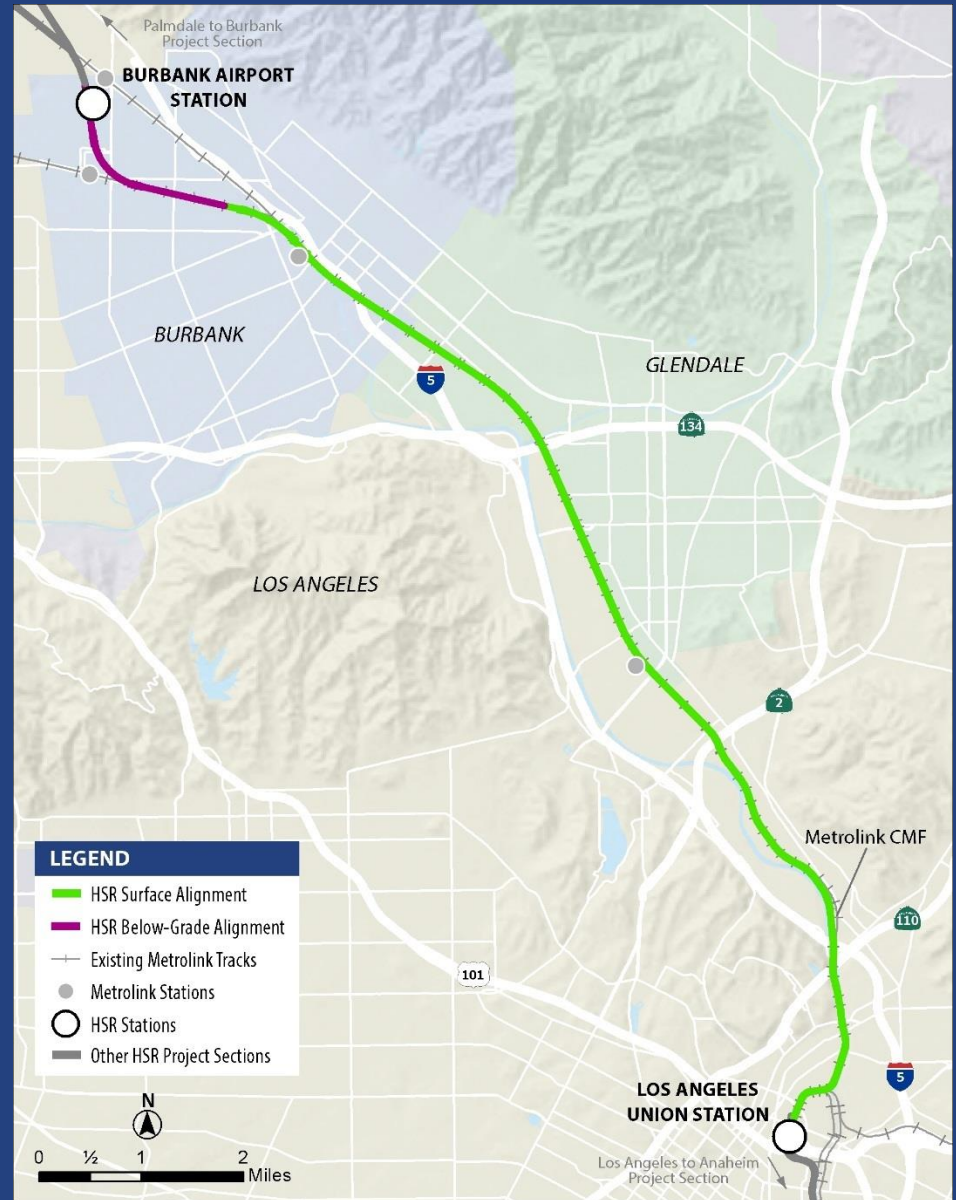 Palmdale to Burbank
Project Section
BURBANK AIRPORT
STATION
BURBANK
5
GLENDALE
134
LOS ANGELES
2
Metrolink CMF
110
101
LOS ANGELES
UNION STATION
5
Los Angeles to Anaheim
Project Section
LEGEND
HSR Surface Alignment
HSR Below-Grade Alignment
Existing Metrolink Tracks
Metrolink Stations
HSR Stations
Other HSR Project Sections
N
0 ½ 1 2
Miles